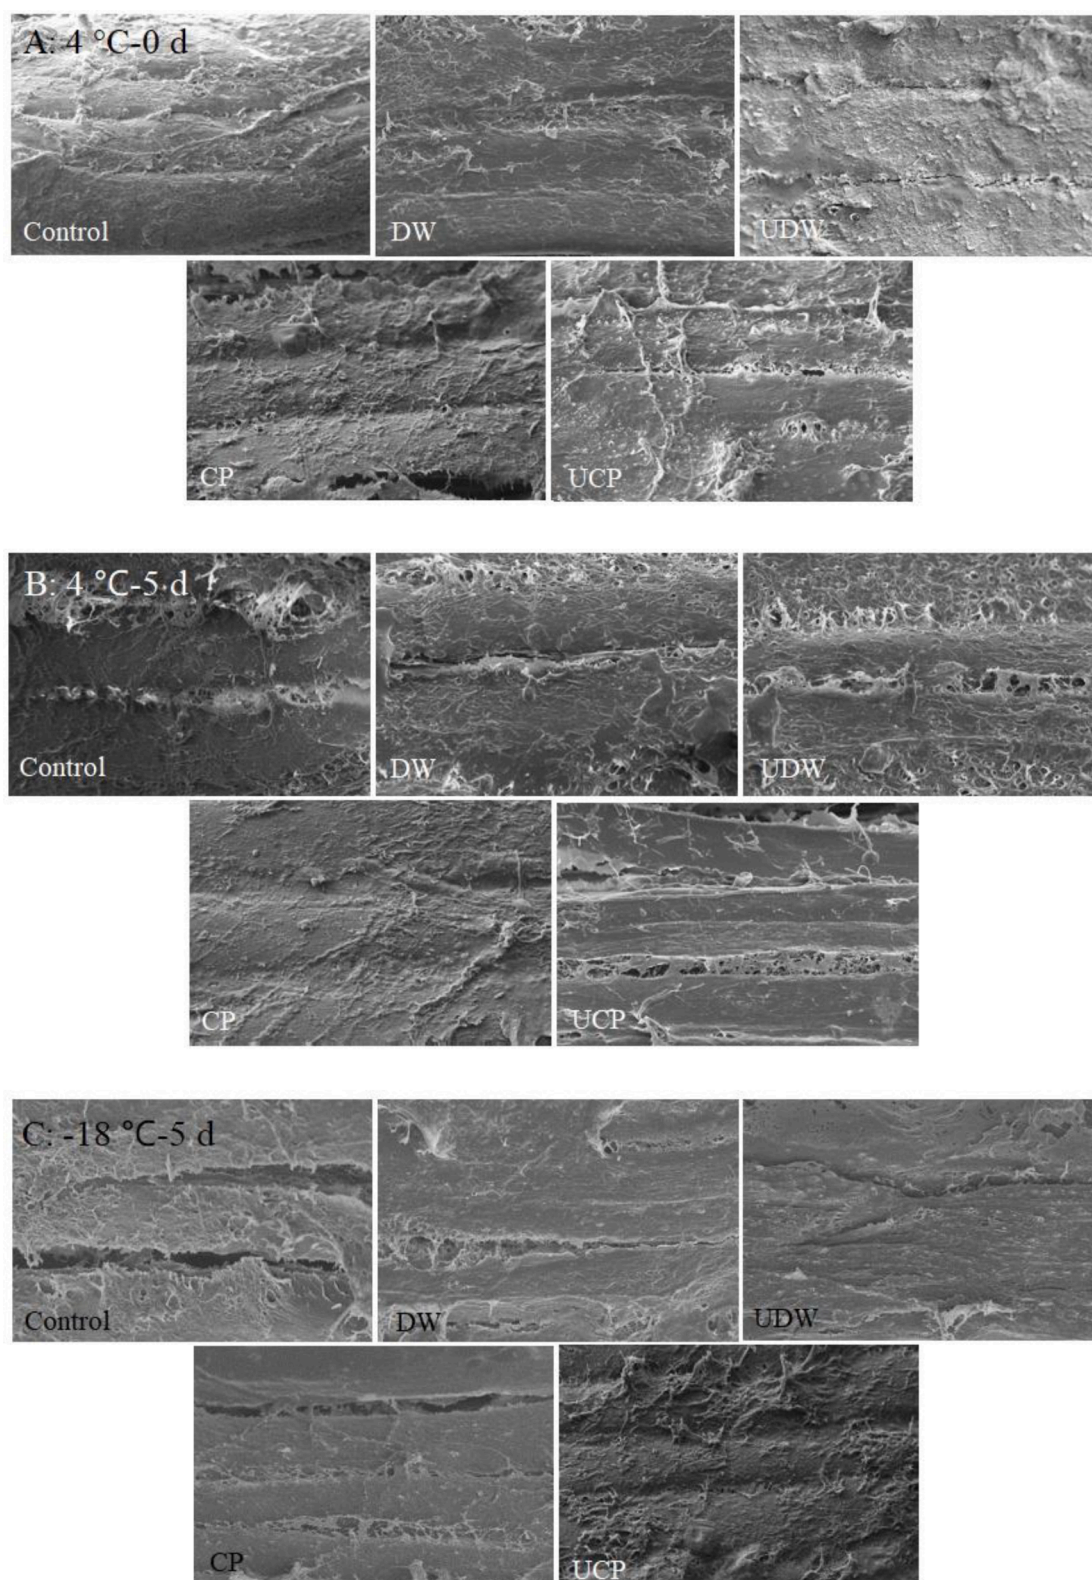 A: 4 °C-0 d
Control
DW
UDW
CP
UCP
B: 4 °C-5 d
Control
DW
UDW
CP
UCP
C: -18 °C-5 d
Control
DW
UDW
CP
UCP